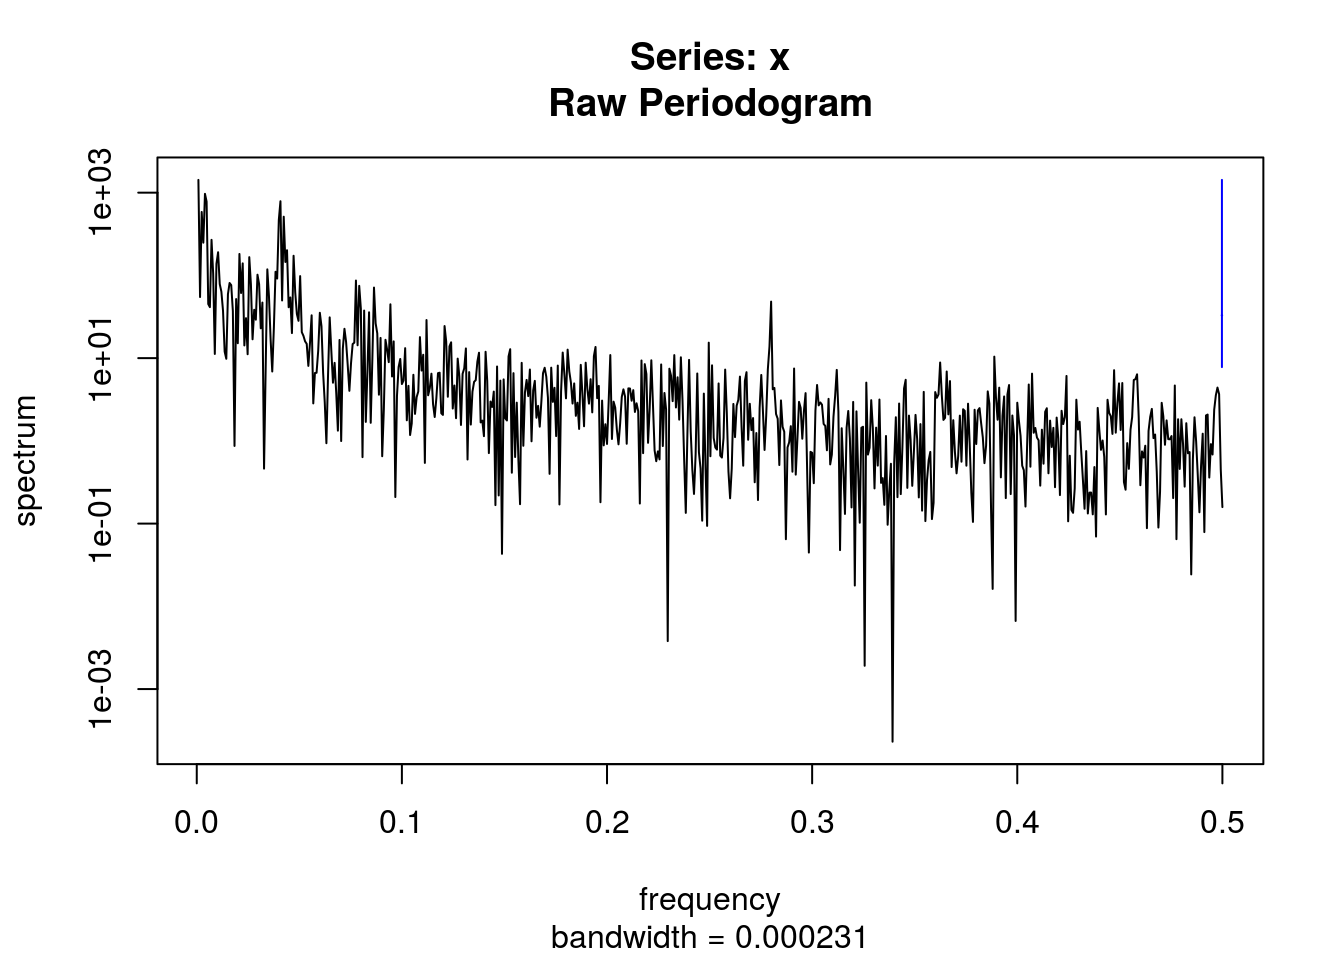 Series: x
Raw Periodogram
1e+03
1e+01
1e-01
1e-03
spectrum
0.0 0.1 0.2 0.3 0.4 0.5
frequency
bandwidth = 0.000231